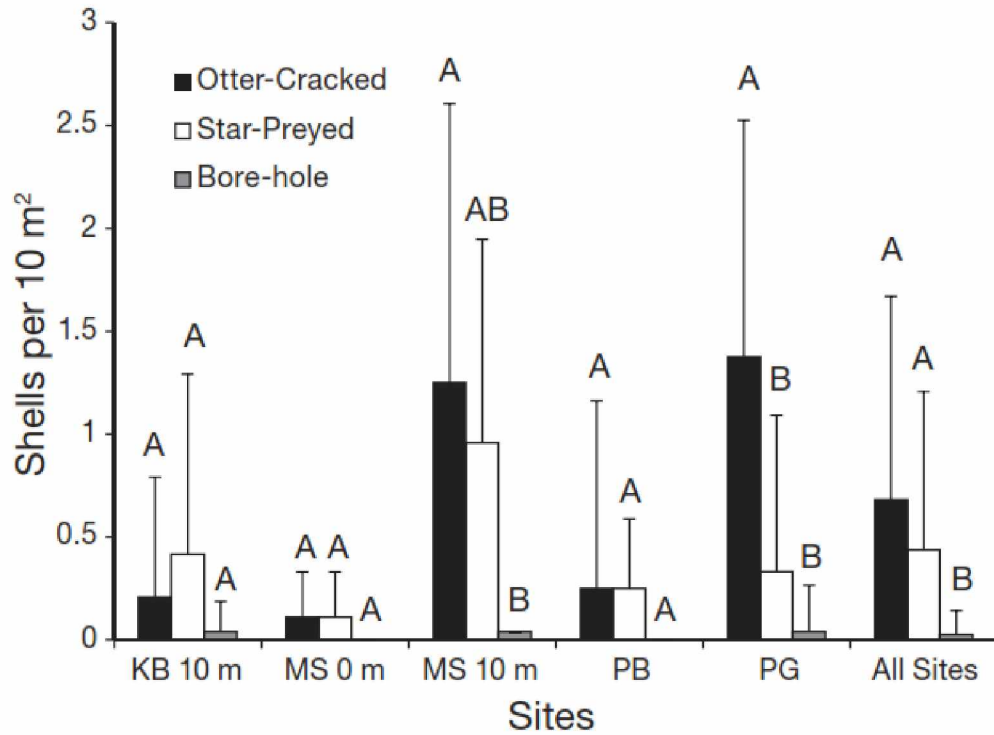 3
2.5
2
1.5
1
0.5
0
Shells per 10 m²
Otter-Cracked
Star-Preyed
Bore-hole
A A A
A A A
A AB B
A A A
A B B
A A B
KB 10 m MS 0 m MS 10 m PB PG All Sites
Sites